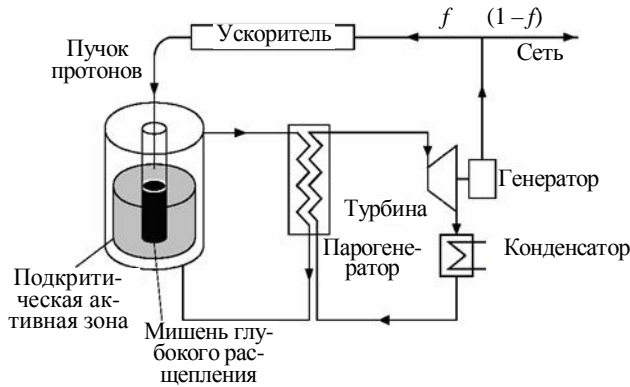 f (1 – f)
Ускоритель
Сеть
Пучок
протонов
Генератор
Турбина
Парогене-
ратор
Конденсатор
Подкрити-
ческая ак-
тивная зона
Мишень глу-
бокого рас-
щепления